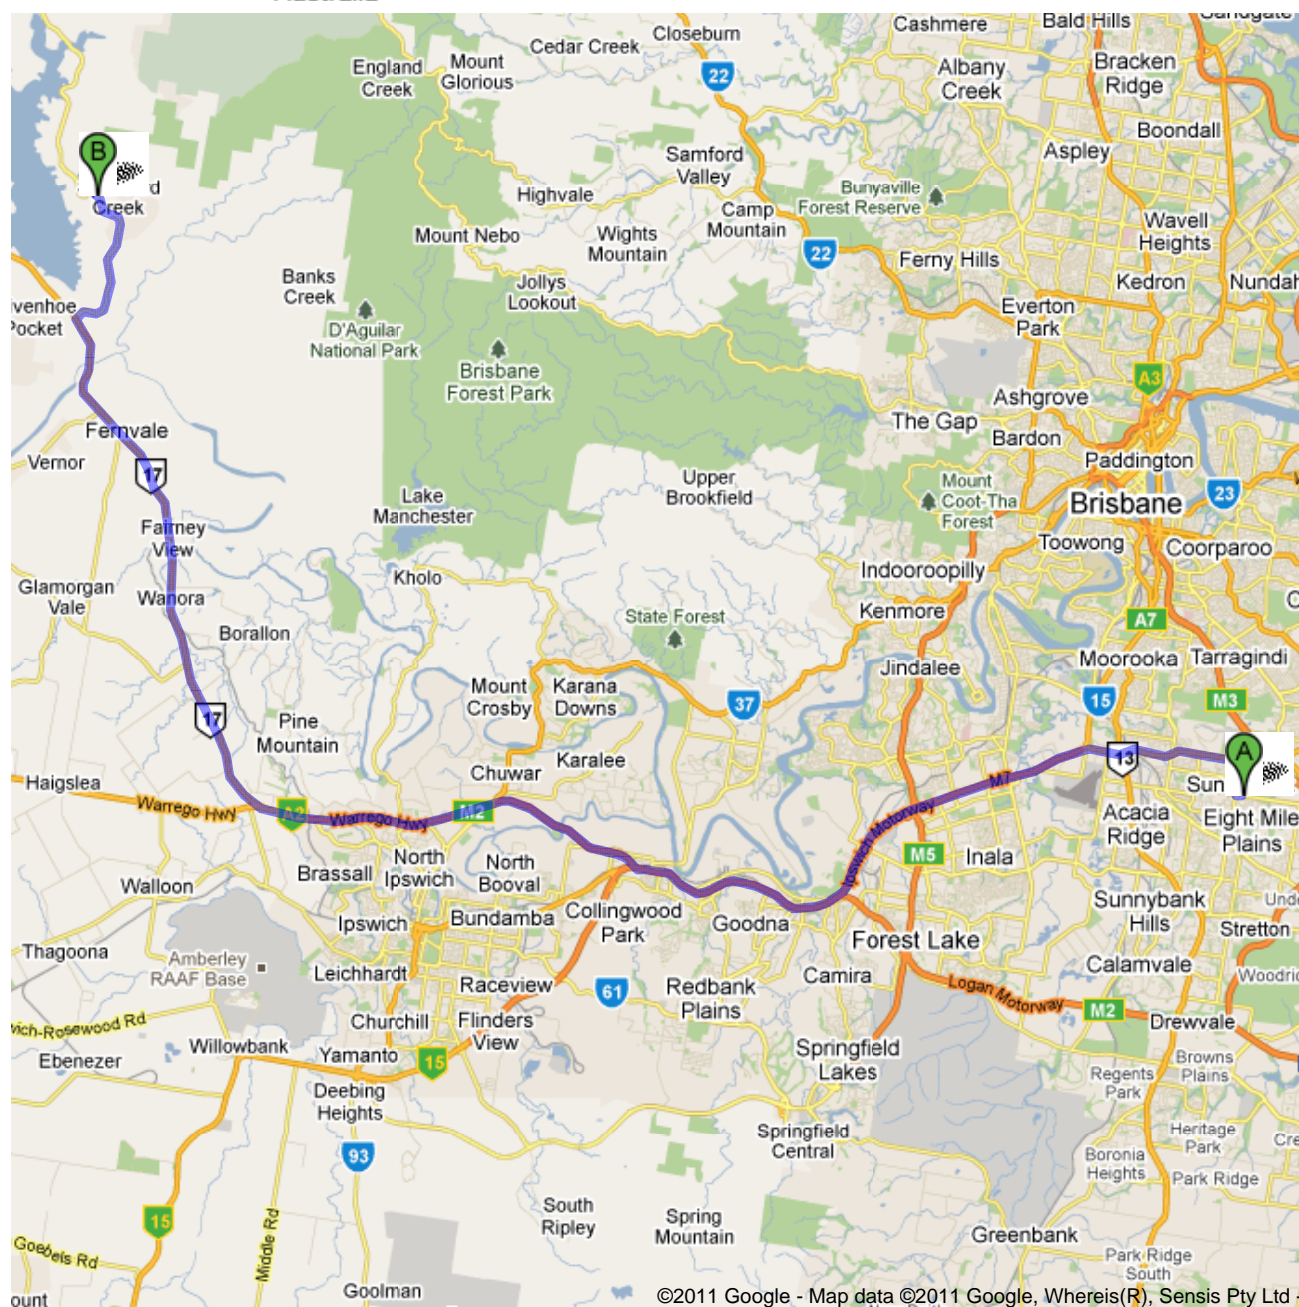 Closeburn
Cashmere
Bald Hills
Cedar Creek
Mount
Glorious
England
Creek
22
Albany
Creek
Bracken
Ridge
Boondall
B
Creek
Samford
Valley
Aspley
Highvale
Bunyaville
Forest Reserve
Camp
Mountain
Mount Nebo
Wights
Mountain
Wavell
Heights
22
Ferny Hills
Banks
Creek
Jollys
Lookout
Kedron
Everton
Park
D'Aguilar
National Park
Pocket
Brisbane
Forest Park
A3
Ashgrove
The Gap
Bardon
Fernvale
Vernor
17
Paddington
Upper
Brookfield
Mount
Coot-Tha
Forest
23
Brisbane
Lake
Manchester
Fairney
View
Toowong
Coorparoo
Indooroopilly
Kholo
Glamorgan
Vale
Wanora
State Forest
Kenmore
A7
Borallon
Jindalee
Moorooka
Tarragindi
Mount
Crosby
Karana
Downs
37
15
M3
17
Pine
Mountain
Karalee
Chuwar
M7
13
A
Haigslea
Warrego Hwy
A2
Warrego Hwy
M2
Ipswich Motorway
Acacia
Ridge
Eight Mile
Plains
M5
Inala
Brassall
North
Ipswich
North
Booval
Walloon
Sunnybank
Hills
Ipswich
Bundamba
Collingwood
Park
Goodna
Stretton
Forest Lake
Thagoona
Amberley
RAAF Base
Leichhardt
Raceview
61
Redbank
Plains
Camira
Calamvale
Logan Motorway
M2
Churchill
Flinders
View
Drewvale
Ebenezer
Willowbank
Yamanto
15
Springfield
Lakes
Browns
Plains
Regents
Park
Deebing
Heights
93
Springfield
Central
Heritage
Park
Boronia
Heights
Park Ridge
15
South
Ripley
Spring
Mountain
Greenbank
Goebels Rd
Middle Rd
Park Ridge
South
Goolman
©2011 Google - Map data ©2011 Google, Whereis(R), Sensis Pty Ltd -